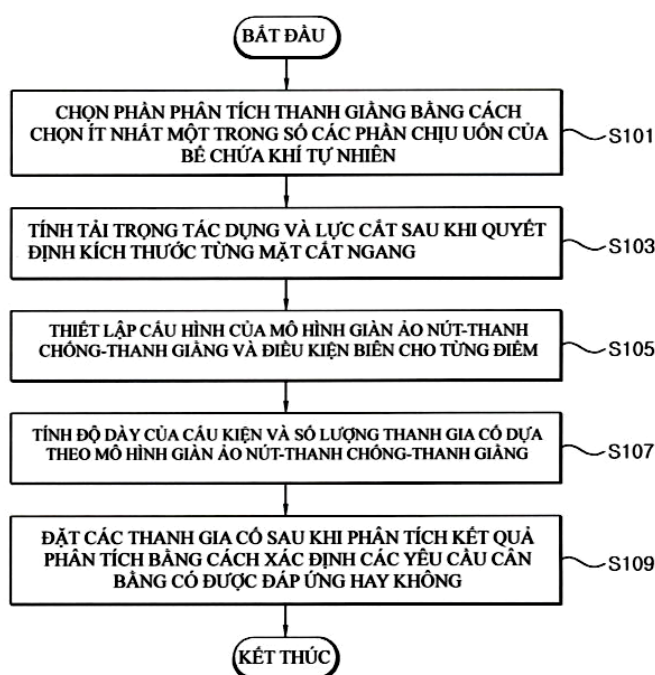 BẮT ĐẦU
CHỌN PHẦN PHÂN TÍCH THANH GIẰNG BẰNG CÁCH
CHỌN ÍT NHẤT MỘT TRONG SỐ CÁC PHẦN CHỊU UỐN CỦA
BỂ CHỨA KHÍ TỰ NHIÊN
S101
TÍNH TẢI TRỌNG TÁC DỤNG VÀ LỰC CẮT SAU KHI QUYẾT
ĐỊNH KÍCH THƯỚC TỪNG MẶT CẮT NGANG
S103
THIẾT LẬP CẤU HÌNH CỦA MÔ HÌNH GIÀN ẢO NÚT-THANH
CHỐNG-THANH GIẰNG VÀ ĐIỀU KIỆN BIÊN CHO TỪNG ĐIỂM
S105
TÍNH ĐỘ DÀY CỦA CẤU KIỆN VÀ SỐ LƯỢNG THANH GIA CỐ DỰA
THEO MÔ HÌNH GIÀN ẢO NÚT-THANH CHỐNG-THANH GIẰNG
S107
ĐẶT CÁC THANH GIA CỐ SAU KHI PHÂN TÍCH KẾT QUẢ
PHÂN TÍCH BẰNG CÁCH XÁC ĐỊNH CÁC YÊU CẦU CÂN
BẰNG CÓ ĐƯỢC ĐÁP ỨNG HAY KHÔNG
S109
KẾT THÚC